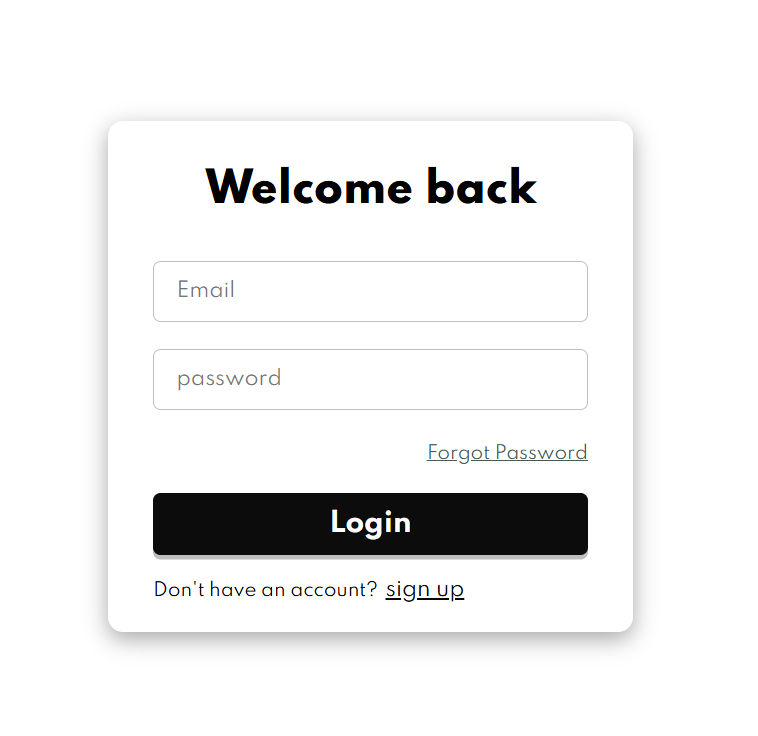 Welcome back
Email
password
Forgot Password
Login
Don't have an account? sign up